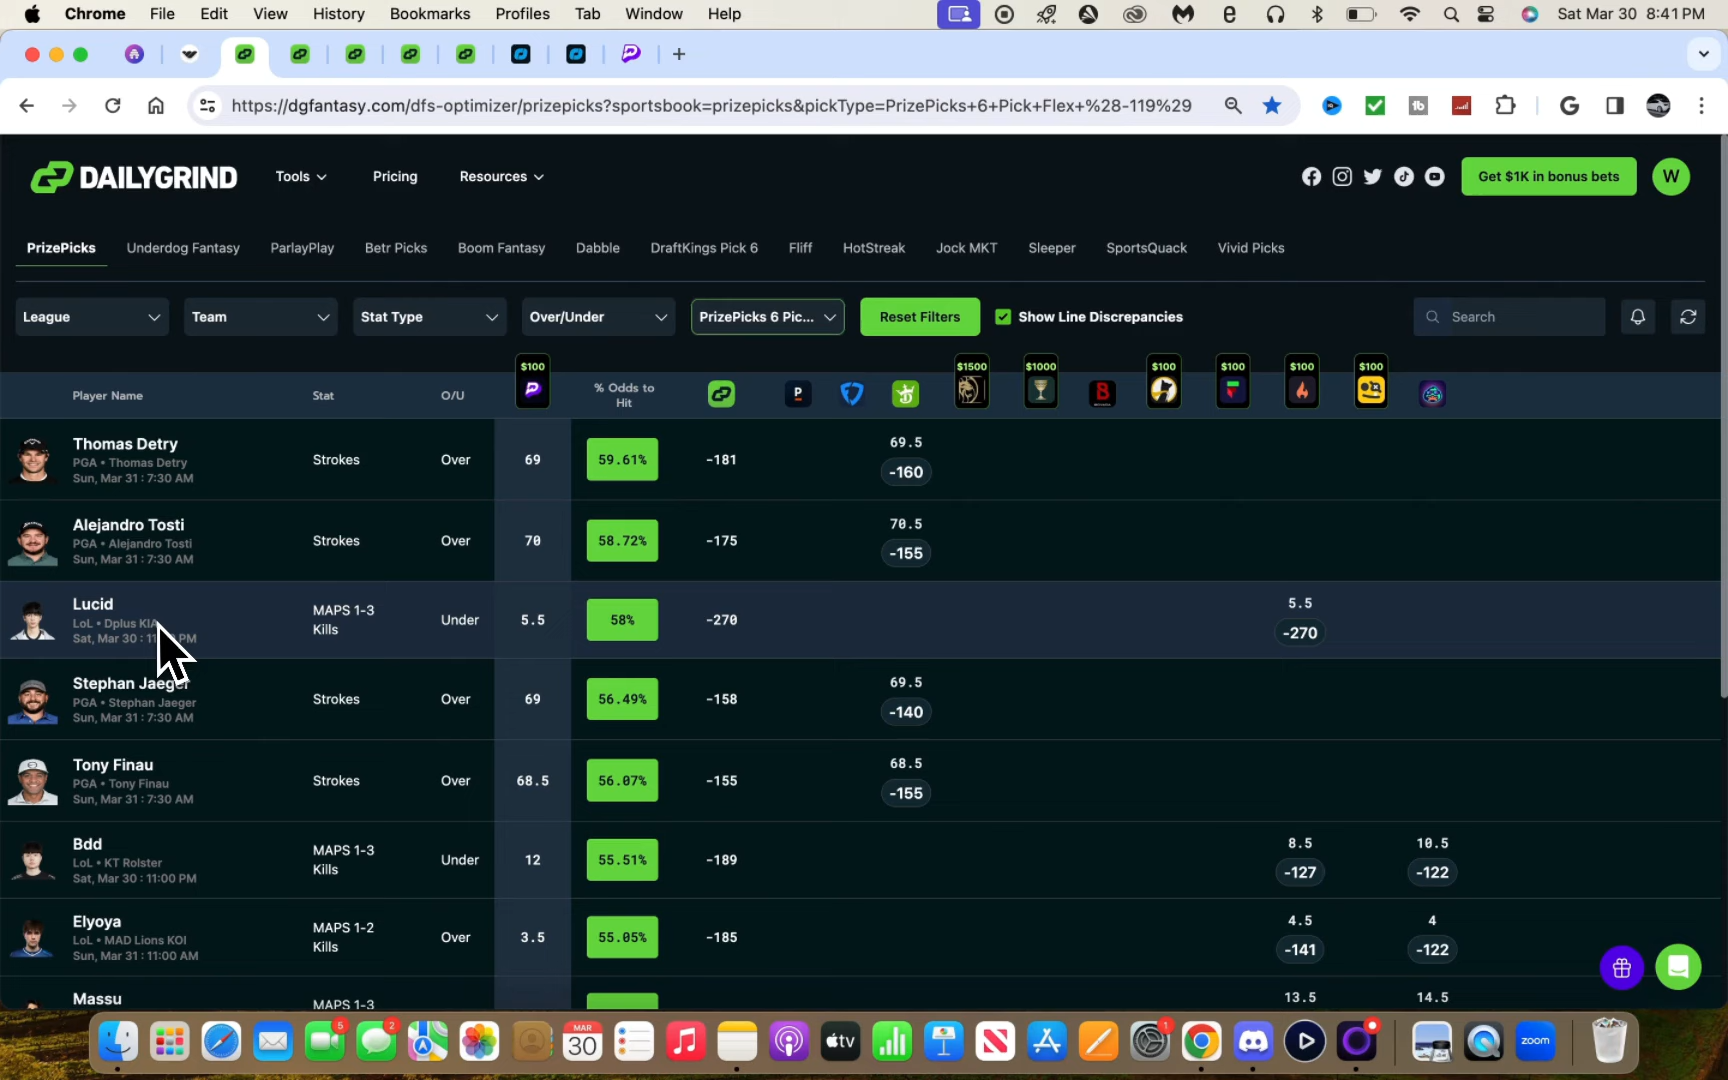 Chrome File Edit View History Bookmarks Profiles Tab Window Help Sat Mar 30 8:41 PM
https://dgfantasy.com/dfs-optimizer/prizepicks?sportsbook=prizepicks&pickType=PrizePicks+6+Pick+Flex+%28-119%29
DAILYGRIND Tools Pricing Resources Get $1K in bonus bets W
PrizePicks Underdog Fantasy ParlayPlay Betr Picks Boom Fantasy Dabble DraftKings Pick 6 Fliff HotStreak Jock MKT Sleeper SportsQuack Vivid Picks
League Team Stat Type Over/Under PrizePicks 6 Pic... Reset Filters Show Line Discrepancies Search
$100 $1500 $1000 $100 $100 $100 $100
Player Name Stat O/U % Odds to
Hit
Thomas Detry
PGA • Thomas Detry
Sun, Mar 31 : 7:30 AM
Strokes Over 69 59.61% -181
69.5
-160
Alejandro Tosti
PGA • Alejandro Tosti
Sun, Mar 31 : 7:30 AM
Strokes Over 70 58.72% -175
70.5
-155
Lucid
LoL • Dplus KIA
Sat, Mar 30 : PM
MAPS 1-3
Kills
Under 5.5 58% -270
5.5
-270
Stephan Jaeger
PGA • Stephan Jaeger
Sun, Mar 31 : 7:30 AM
Strokes Over 69 56.49% -158
69.5
-140
Tony Finau
PGA • Tony Finau
Sun, Mar 31 : 7:30 AM
Strokes Over 68.5 56.07% -155
68.5
-155
Bdd
LoL • KT Rolster
Sat, Mar 30 : 11:00 PM
MAPS 1-3
Kills
Under 12 55.51% -189
8.5 10.5
-127 -122
Elyoya
LoL • MAD Lions KOI
Sun, Mar 31 : 11:00 AM
MAPS 1-2
Kills
Over 3.5 55.05% -185
4.5 4
-141 -122
Massu
MAPS 1-3
13.5 14.5
5 2 MAR 30 tv 1 zoom